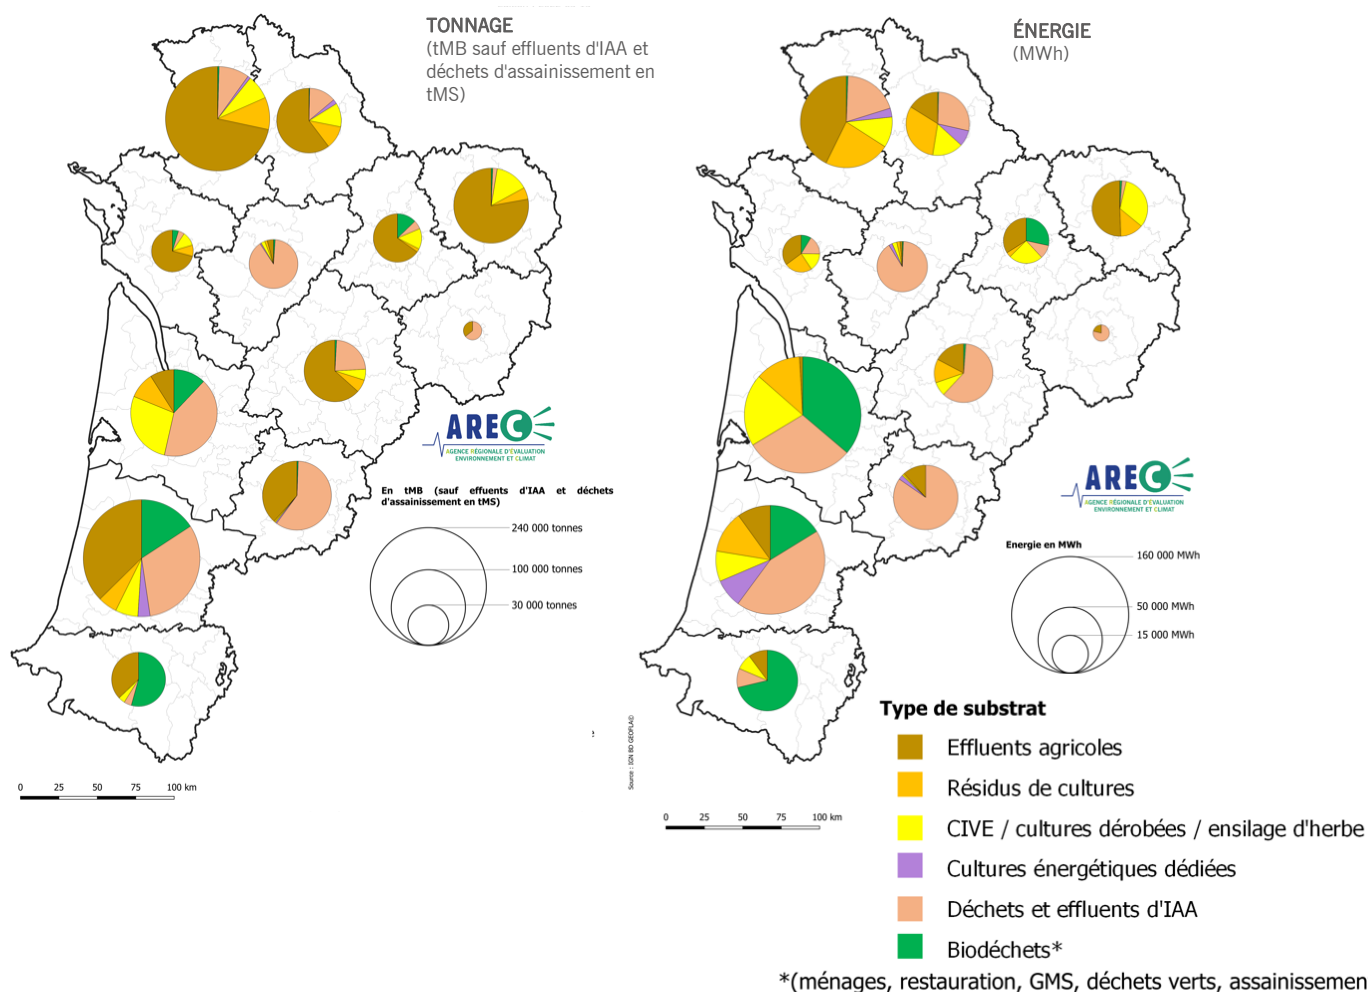 TONNAGE
(tMB sauf effluents d'IAA et
déchets d'assainissement en
tMS)
ÉNERGIE
(MWh)
AREC
AGENCE RÉGIONALE D'ÉVALUATION
ENVIRONNEMENT ET CLIMAT
En tMB (sauf effuents d'IAA et déchets
d'assainissement en tMS)
240 000 tonnes
100 000 tonnes
30 000 tonnes
AREC
AGENCE RÉGIONALE D'ÉVALUATION
ENVIRONNEMENT ET CLIMAT
Energie en MWh
160 000 MWh
50 000 MWh
15 000 MWh
Source : IGN BD GEOFLA©
0 25 50 75 100 km
0 25 50 75 100 km
Type de substrat
Effluents agricoles
Résidus de cultures
CIVE / cultures dérobées / ensilage d'herbe
Cultures énergétiques dédiées
Déchets et effluents d'IAA
Biodéchets*
*(ménages, restauration, GMS, déchets verts, assainissemen